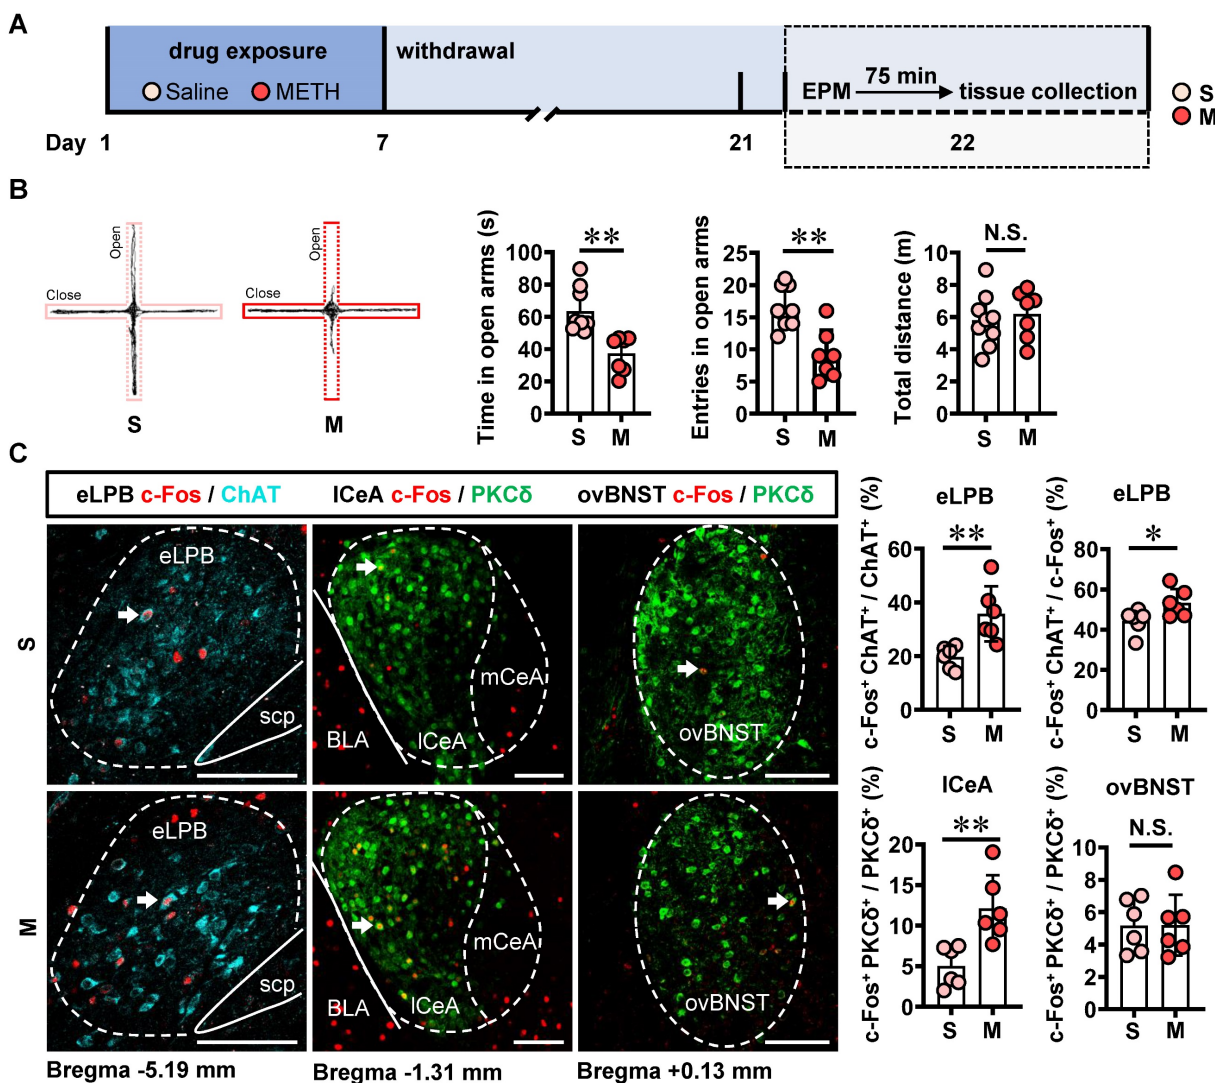 A
drug exposure
withdrawal
Saline
METH
EPM
75 min
tissue collection
S
M
Day
1
7
21
22
B
Open
Close
S
Open
Close
M
Time in open arms (s)
100
80
60
40
20
0
**
S
M
Entries in open arms
25
20
15
10
5
0
**
S
M
Total distance (m)
10
8
6
4
2
0
N.S.
S
M
C
eLPB c-Fos / ChAT
lCeA c-Fos / PKCδ
ovBNST c-Fos / PKCδ
S
eLPB
scp
BLA
lCeA
mCeA
ovBNST
M
eLPB
scp
BLA
lCeA
mCeA
ovBNST
Bregma -5.19 mm
Bregma -1.31 mm
Bregma +0.13 mm
eLPB
c-Fos⁺ ChAT⁺ / ChAT⁺ (%)
60
40
20
0
**
S
M
eLPB
c-Fos⁺ ChAT⁺ / c-Fos⁺ (%)
80
60
40
20
0
*
S
M
lCeA
c-Fos⁺ PKCδ⁺ / PKCδ⁺ (%)
20
15
10
5
0
**
S
M
ovBNST
c-Fos⁺ PKCδ⁺ / PKCδ⁺ (%)
10
8
6
4
2
0
N.S.
S
M